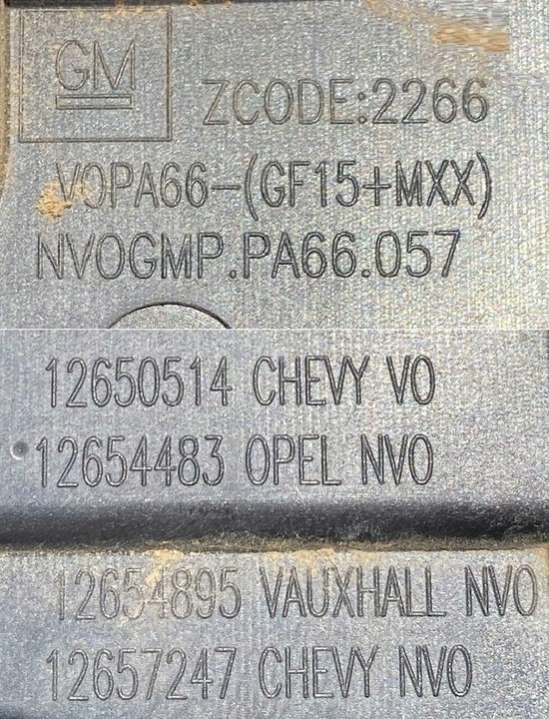 GM
ZCODE:2266
VOPA66-(GF15+MXX)
NVOGMP.PA66.057
12650514 CHEVY VO
12654483 OPEL NVO
12654895 VAUXHALL NVO
12657247 CHEVY NVO